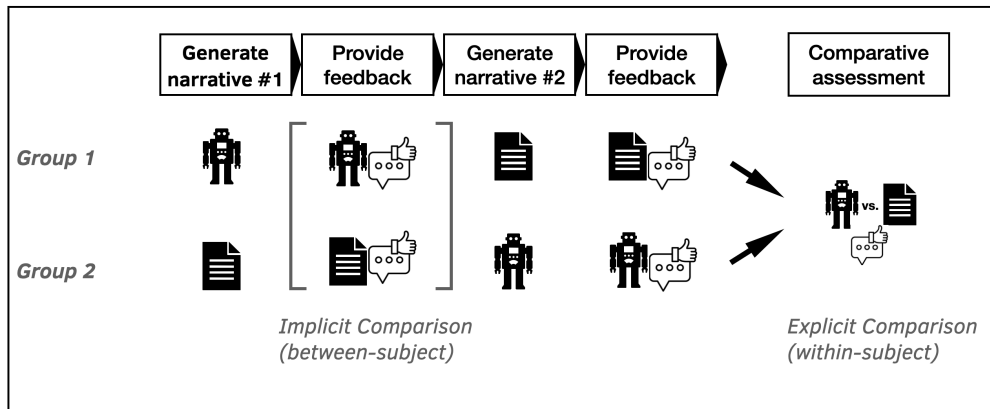 Generate
narrative #1
Provide
feedback
Generate
narrative #2
Provide
feedback
Comparative
assessment
Group 1
vs.
Group 2
Implicit Comparison
(between-subject)
Explicit Comparison
(within-subject)